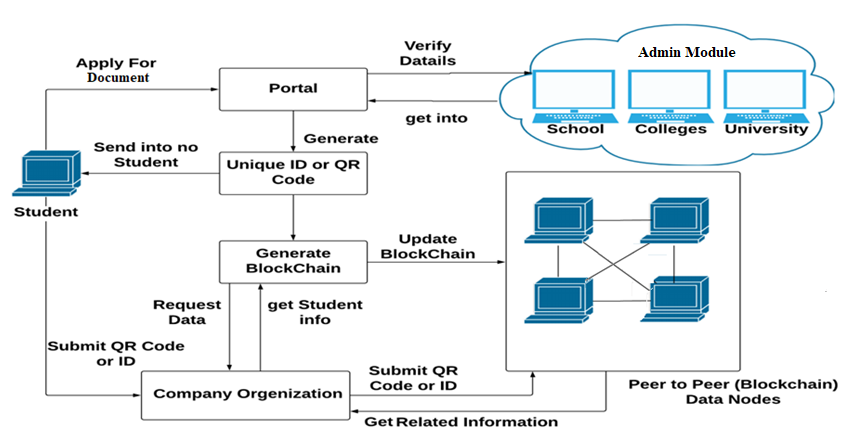 Verify
Datails
Admin Module
Apply For
Document
Portal
get into
School
Colleges
University
Generate
Send into no
Student
Unique ID or QR
Code
Student
Generate
BlockChain
Update
BlockChain
Request
Data
get Student
info
Submit QR Code
or ID
Company Orgenization
Submit QR
Code or ID
Peer to Peer (Blockchain)
Data Nodes
Get Related Information